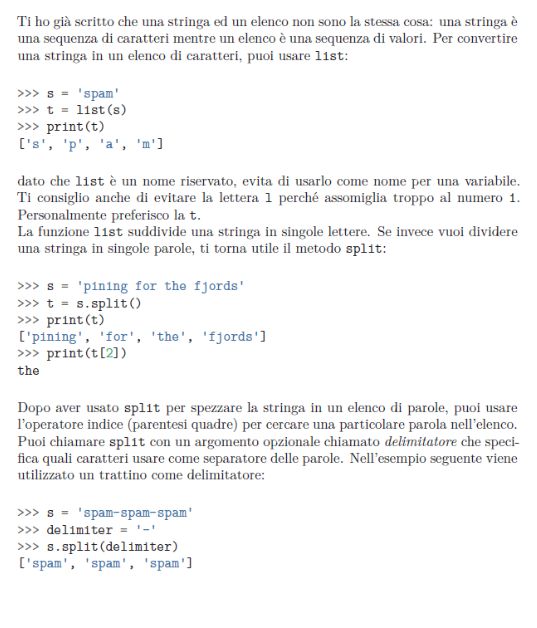 Ti ho già scritto che una stringa ed un elenco non sono la stessa cosa: una stringa è
una sequenza di caratteri mentre un elenco è una sequenza di valori. Per convertire
una stringa in un elenco di caratteri, puoi usare list:
>>> s = 'spam'
>>> t = list(s)
>>> print(t)
['s', 'p', 'a', 'm']
dato che list è un nome riservato, evita di usarlo come nome per una variabile.
Ti consiglio anche di evitare la lettera l perché assomiglia troppo al numero 1.
Personalmente preferisco la t.
La funzione list suddivide una stringa in singole lettere. Se invece vuoi dividere
una stringa in singole parole, ti torna utile il metodo split:
>>> s = 'pining for the fjords'
>>> t = s.split()
>>> print(t)
['pining', 'for', 'the', 'fjords']
>>> print(t[2])
the
Dopo aver usato split per spezzare la stringa in un elenco di parole, puoi usare
l'operatore indice (parentesi quadre) per cercare una particolare parola nell'elenco.
Puoi chiamare split con un argomento opzionale chiamato delimitatore che speci-
fica quali caratteri usare come separatore delle parole. Nell'esempio seguente viene
utilizzato un trattino come delimitatore:
>>> s = 'spam-spam-spam'
>>> delimiter = '-'
>>> s.split(delimiter)
['spam', 'spam', 'spam']